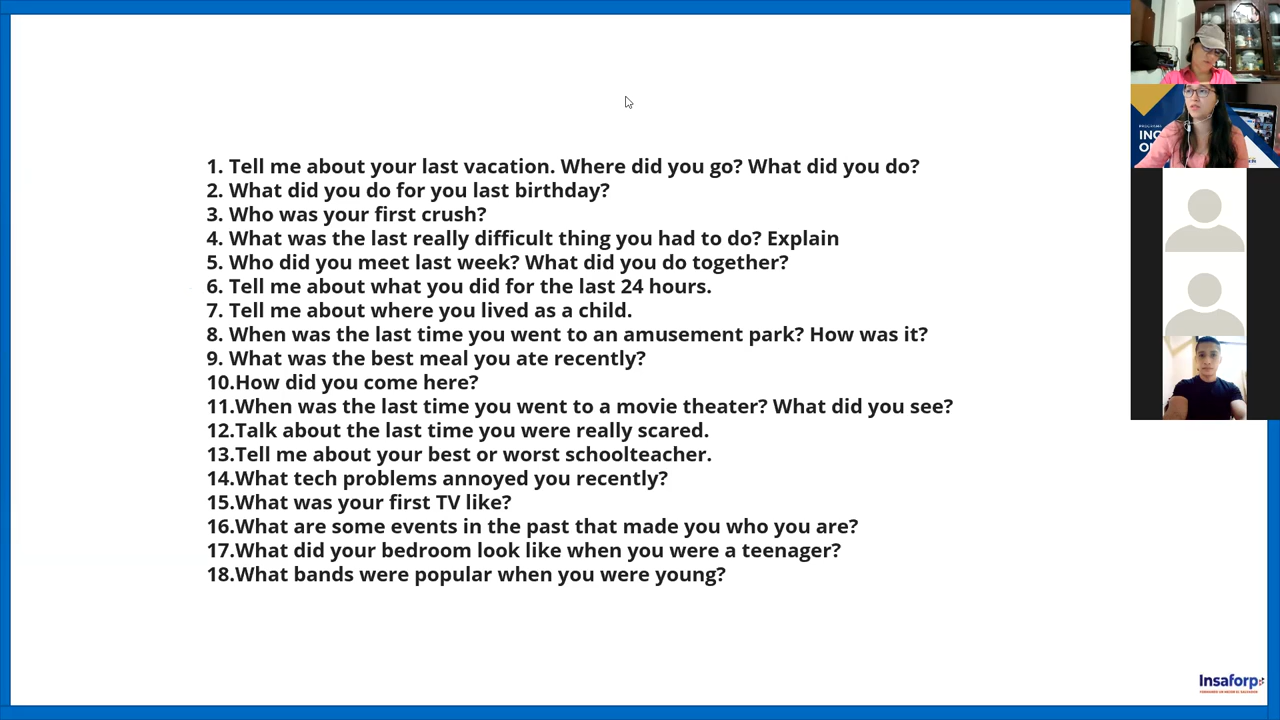 1. Tell me about your last vacation. Where did you go? What did you do?
2. What did you do for you last birthday?
3. Who was your first crush?
4. What was the last really difficult thing you had to do? Explain
5. Who did you meet last week? What did you do together?
6. Tell me about what you did for the last 24 hours.
7. Tell me about where you lived as a child.
8. When was the last time you went to an amusement park? How was it?
9. What was the best meal you ate recently?
10.How did you come here?
11.When was the last time you went to a movie theater? What did you see?
12.Talk about the last time you were really scared.
13.Tell me about your best or worst schoolteacher.
14.What tech problems annoyed you recently?
15.What was your first TV like?
16.What are some events in the past that made you who you are?
17.What did your bedroom look like when you were a teenager?
18.What bands were popular when you were young?
Insaforp